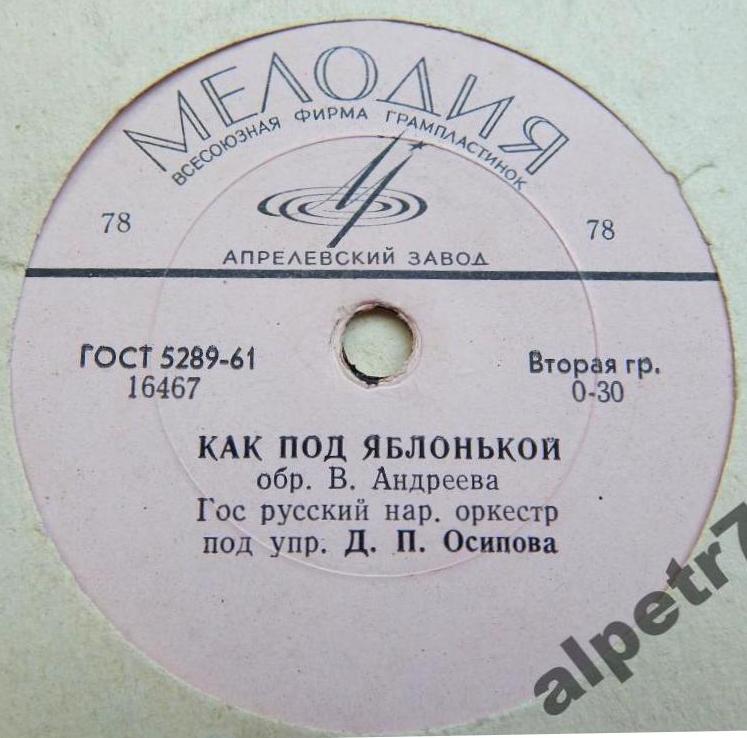 МЕЛОДИЯ
ВСЕСОЮЗНАЯ ФИРМА ГРАМПЛАСТИНОК
78 78
АПРЕЛЕВСКИЙ ЗАВОД
ГОСТ 5289-61 Вторая гр.
16467 0-30
КАК ПОД ЯБЛОНЬКОЙ
обр. В. Андреева
Гос русский нар. оркестр
под упр. Д. П. Осипова
alpetr7